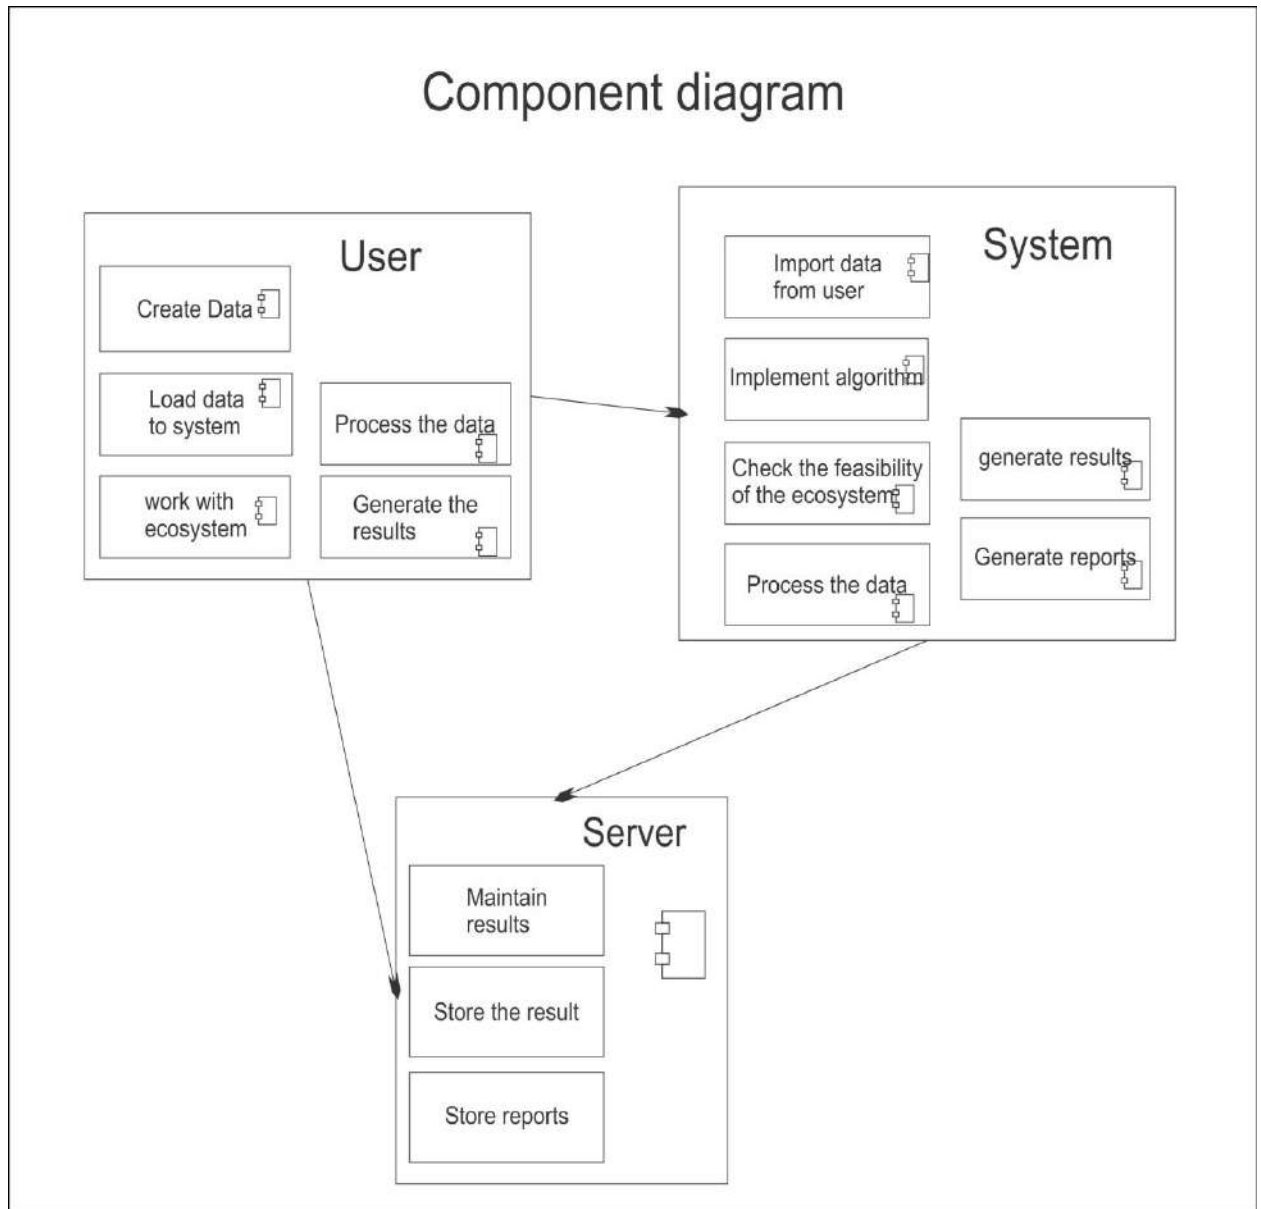 Component diagram
User
Create Data
Load data
to system
work with
ecosystem
Process the data
Generate the
results
System
Import data
from user
Implement algorithm
Check the feasibility
of the ecosystem
Process the data
generate results
Generate reports
Server
Maintain
results
Store the result
Store reports